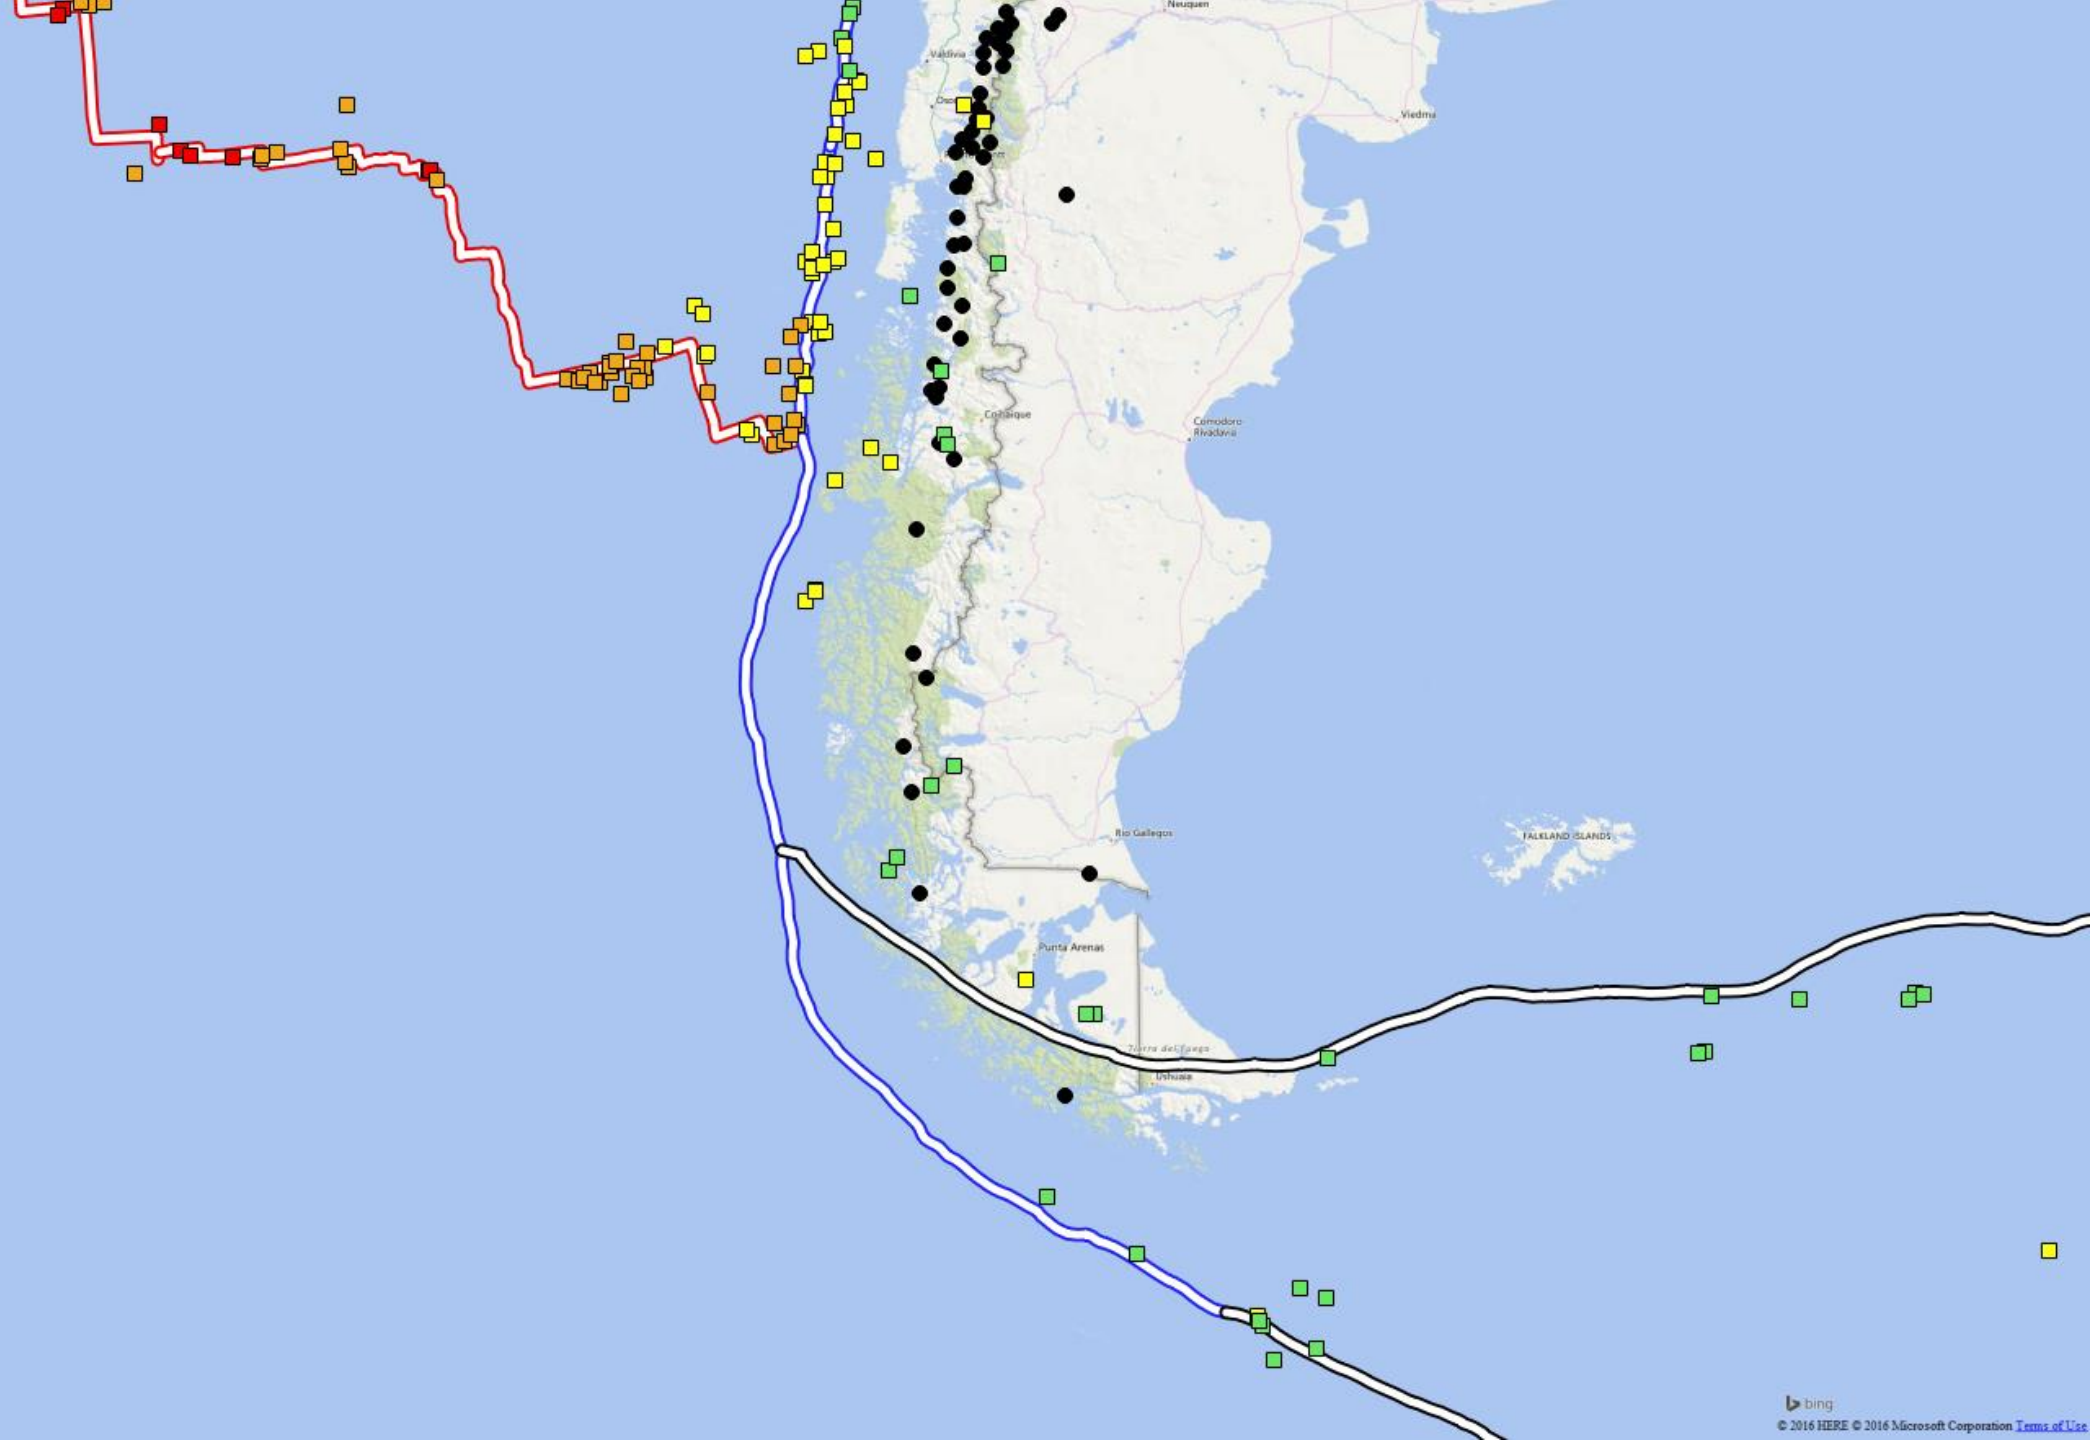 Neuquen
Valdivia
Viedma
Coihaique
Comodoro
Rivadavia
Rio Gallegos
FALKLAND ISLANDS
Punta Arenas
Tierra del Fuego
Ushuaia
bing
© 2016 HERE © 2016 Microsoft Corporation Terms of Use